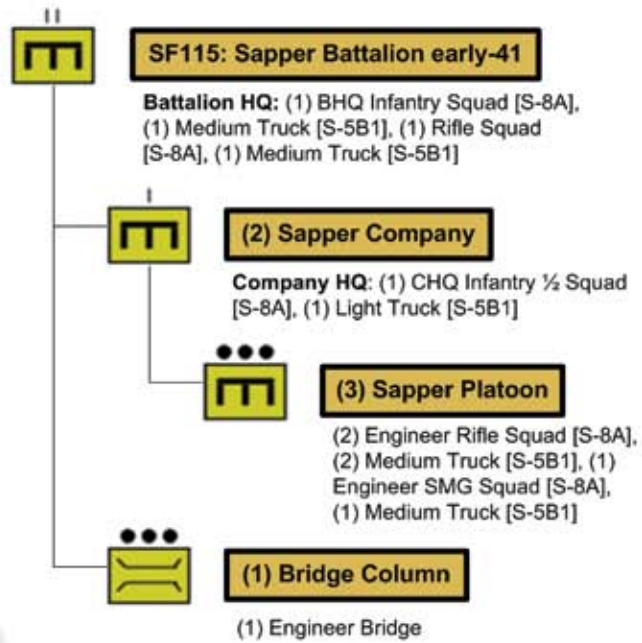 SF115: Sapper Battalion early-41
Battalion HQ: (1) BHQ Infantry Squad [S-8A],
(1) Medium Truck [S-5B1], (1) Rifle Squad
[S-8A], (1) Medium Truck [S-5B1]
(2) Sapper Company
Company HQ: (1) CHQ Infantry ½ Squad
[S-8A], (1) Light Truck [S-5B1]
(3) Sapper Platoon
(2) Engineer Rifle Squad [S-8A],
(2) Medium Truck [S-5B1], (1)
Engineer SMG Squad [S-8A],
(1) Medium Truck [S-5B1]
(1) Bridge Column
(1) Engineer Bridge